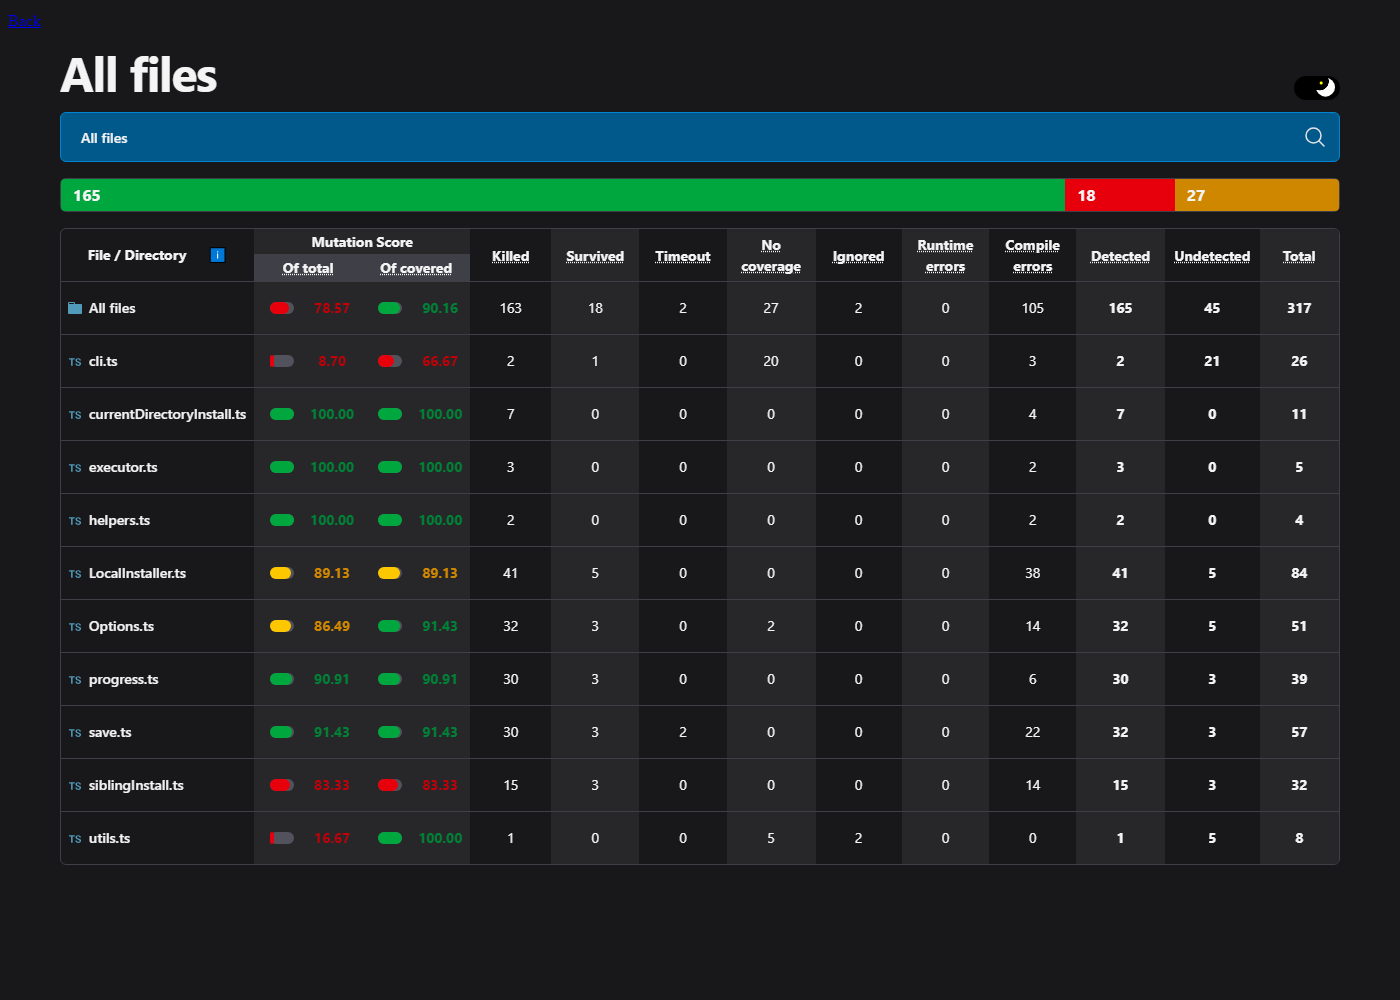 Back
All files
All files
165 18 27
File / Directory i Mutation Score Of total Of covered Killed Survived Timeout No coverage Ignored Runtime errors Compile errors Detected Undetected Total
All files 78.57 90.16 163 18 2 27 2 0 105 165 45 317
TS cli.ts 8.70 66.67 2 1 0 20 0 0 3 2 21 26
TS currentDirectoryInstall.ts 100.00 100.00 7 0 0 0 0 0 4 7 0 11
TS executor.ts 100.00 100.00 3 0 0 0 0 0 2 3 0 5
TS helpers.ts 100.00 100.00 2 0 0 0 0 0 2 2 0 4
TS LocalInstaller.ts 89.13 89.13 41 5 0 0 0 0 38 41 5 84
TS Options.ts 86.49 91.43 32 3 0 2 0 0 14 32 5 51
TS progress.ts 90.91 90.91 30 3 0 0 0 0 6 30 3 39
TS save.ts 91.43 91.43 30 3 2 0 0 0 22 32 3 57
TS siblingInstall.ts 83.33 83.33 15 3 0 0 0 0 14 15 3 32
TS utils.ts 16.67 100.00 1 0 0 5 2 0 0 1 5 8